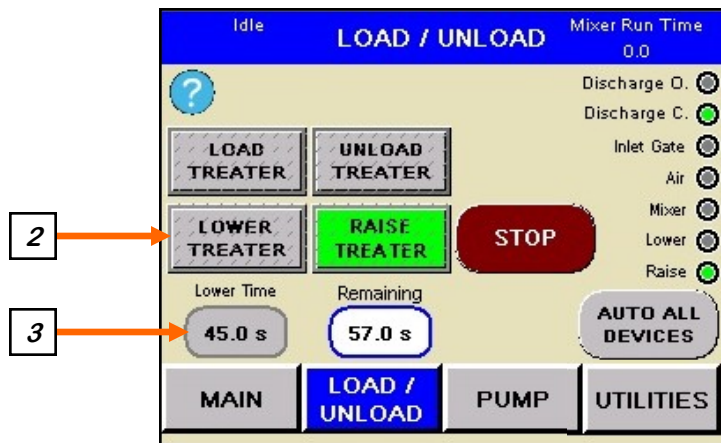 Idle
LOAD / UNLOAD
Mixer Run Time
0.0
?
Discharge O.
Discharge C.
Inlet Gate
Air
Mixer
Lower
Raise
LOAD
TREATER
UNLOAD
TREATER
2
LOWER
TREATER
RAISE
TREATER
STOP
Lower Time
Remaining
3
45.0 s
57.0 s
AUTO ALL
DEVICES
MAIN
LOAD /
UNLOAD
PUMP
UTILITIES